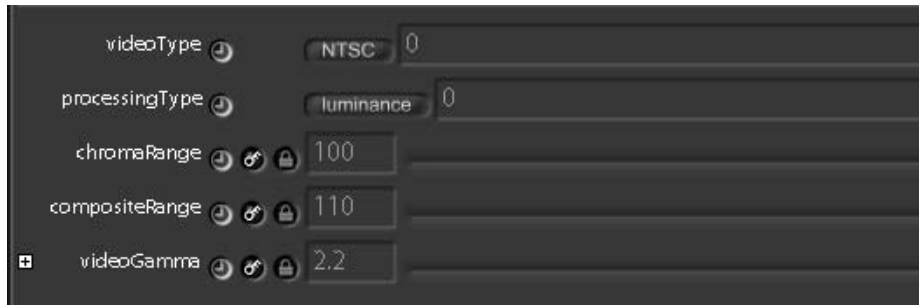 videoType NTSC 0
processingType luminance 0
chromaRange 100
compositeRange 110
videoGamma 2.2